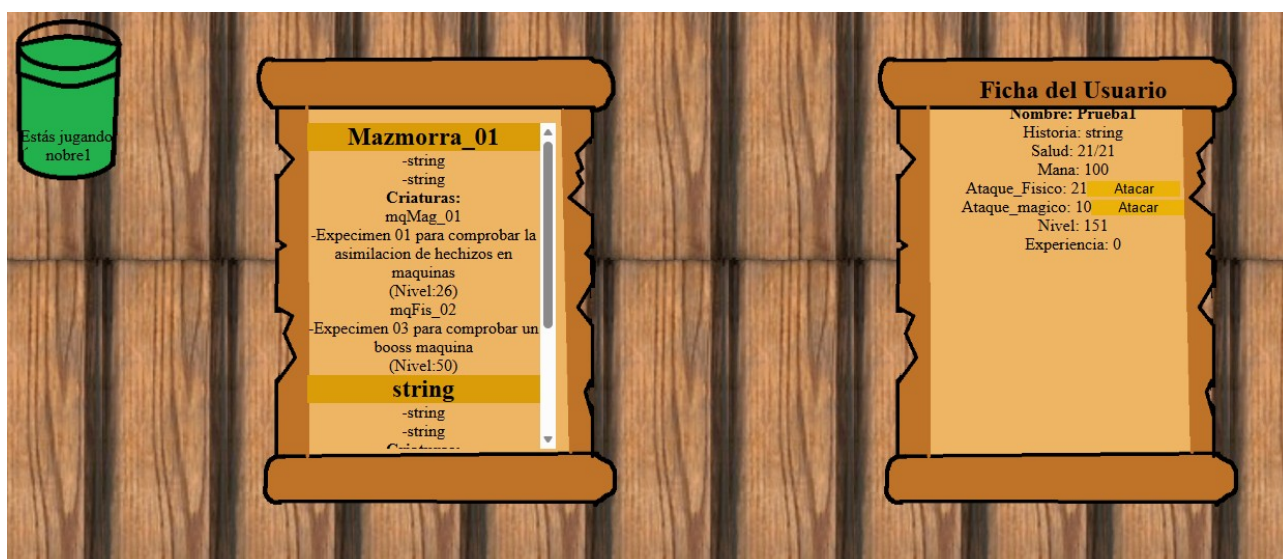 Estás jugando
nobre1
Mazmorra_01
-string
-string
Criaturas:
mqMag_01
-Expecimen 01 para comprobar la
asimilacion de hechizos en
maquinas
(Nivel:26)
mqFis_02
-Expecimen 03 para comprobar un
booss maquina
(Nivel:50)
string
-string
-string
Criaturas:
Ficha del Usuario
Nombre: Prueba1
Historia: string
Salud: 21/21
Mana: 100
Ataque_Fisico: 21 Atacar
Ataque_magico: 10 Atacar
Nivel: 151
Experiencia: 0